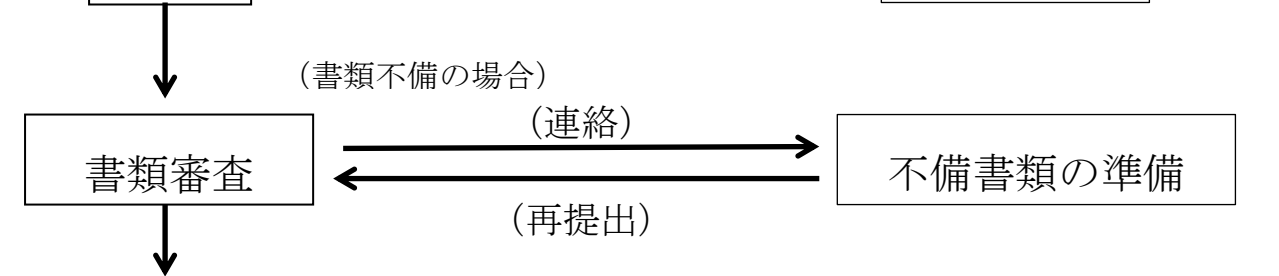 （書類不備の場合）
（連絡）
書類審査
不備書類の準備
（再提出）